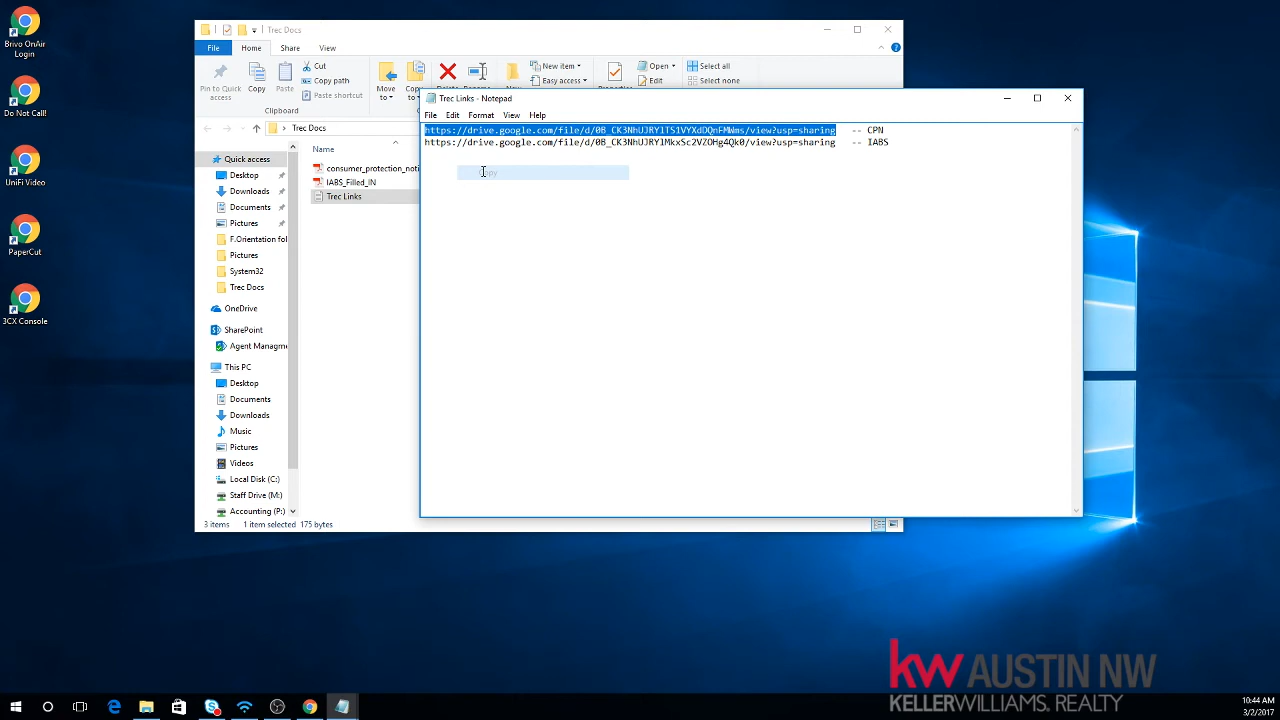 Brivo OnAir
Login
Do Not Call!
UniFi Video
PaperCut
3CX Console
Trec Docs
File
Home
Share
View
Pin to Quick
access
Copy
Paste
Cut
Copy path
Paste shortcut
Clipboard
Move
to
New item
Easy access
Open
Edit
Select all
Select none
Trec Docs
Quick access
Desktop
Downloads
Documents
Pictures
F.Orientation fol
Pictures
System32
Trec Docs
OneDrive
SharePoint
Agent Managme
This PC
Desktop
Documents
Downloads
Music
Pictures
Videos
Local Disk (C:)
Staff Drive (M:)
Accounting (P:)
Name
consumer_protection_noti
IABS_Filled_IN
Trec Links
3 items 1 item selected 175 bytes
Trec Links - Notepad
File Edit Format View Help
https://drive.google.com/file/d/0B_CK3NhUJRYlTS1VYXdDQnFMWms/view?usp=sharing -- CPN
https://drive.google.com/file/d/0B_CK3NhUJRYlMkxSc2VZOHg4Qk0/view?usp=sharing -- IABS
Copy
kw AUSTIN NW
KELLERWILLIAMS. REALTY
10:44 AM
3/2/2017